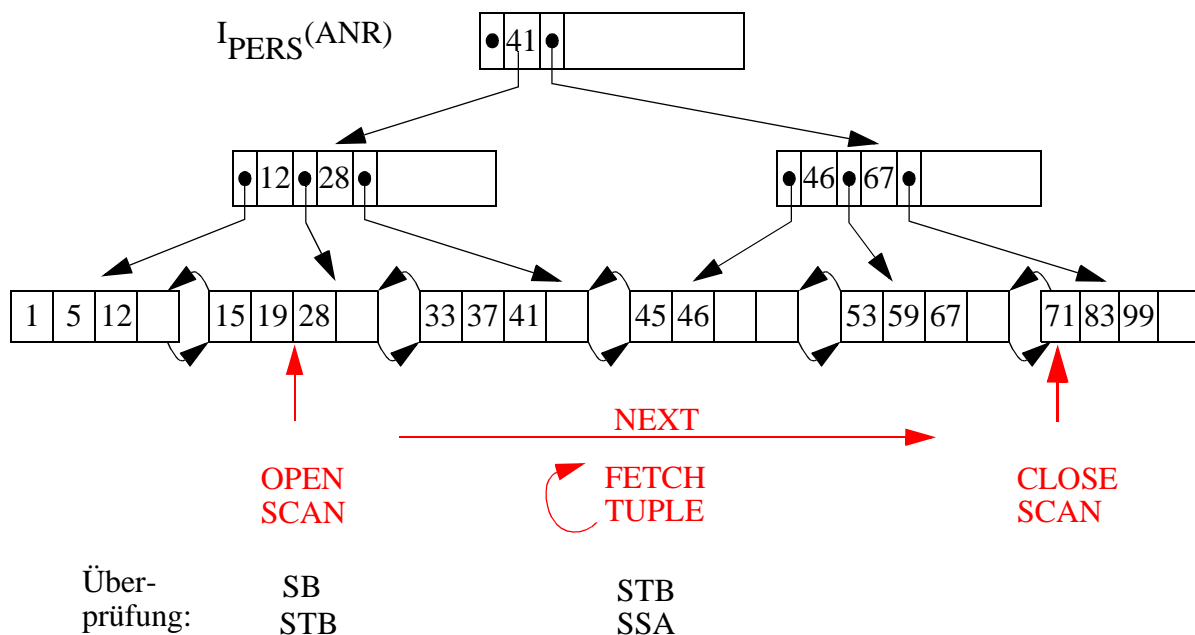 I PERS (ANR)
41
12 28
46 67
1 5 12
15 19 28
33 37 41
45 46
53 59 67
71 83 99
NEXT
OPEN
SCAN
FETCH
TUPLE
CLOSE
SCAN
Über-
prüfung:
SB
STB
STB
SSA